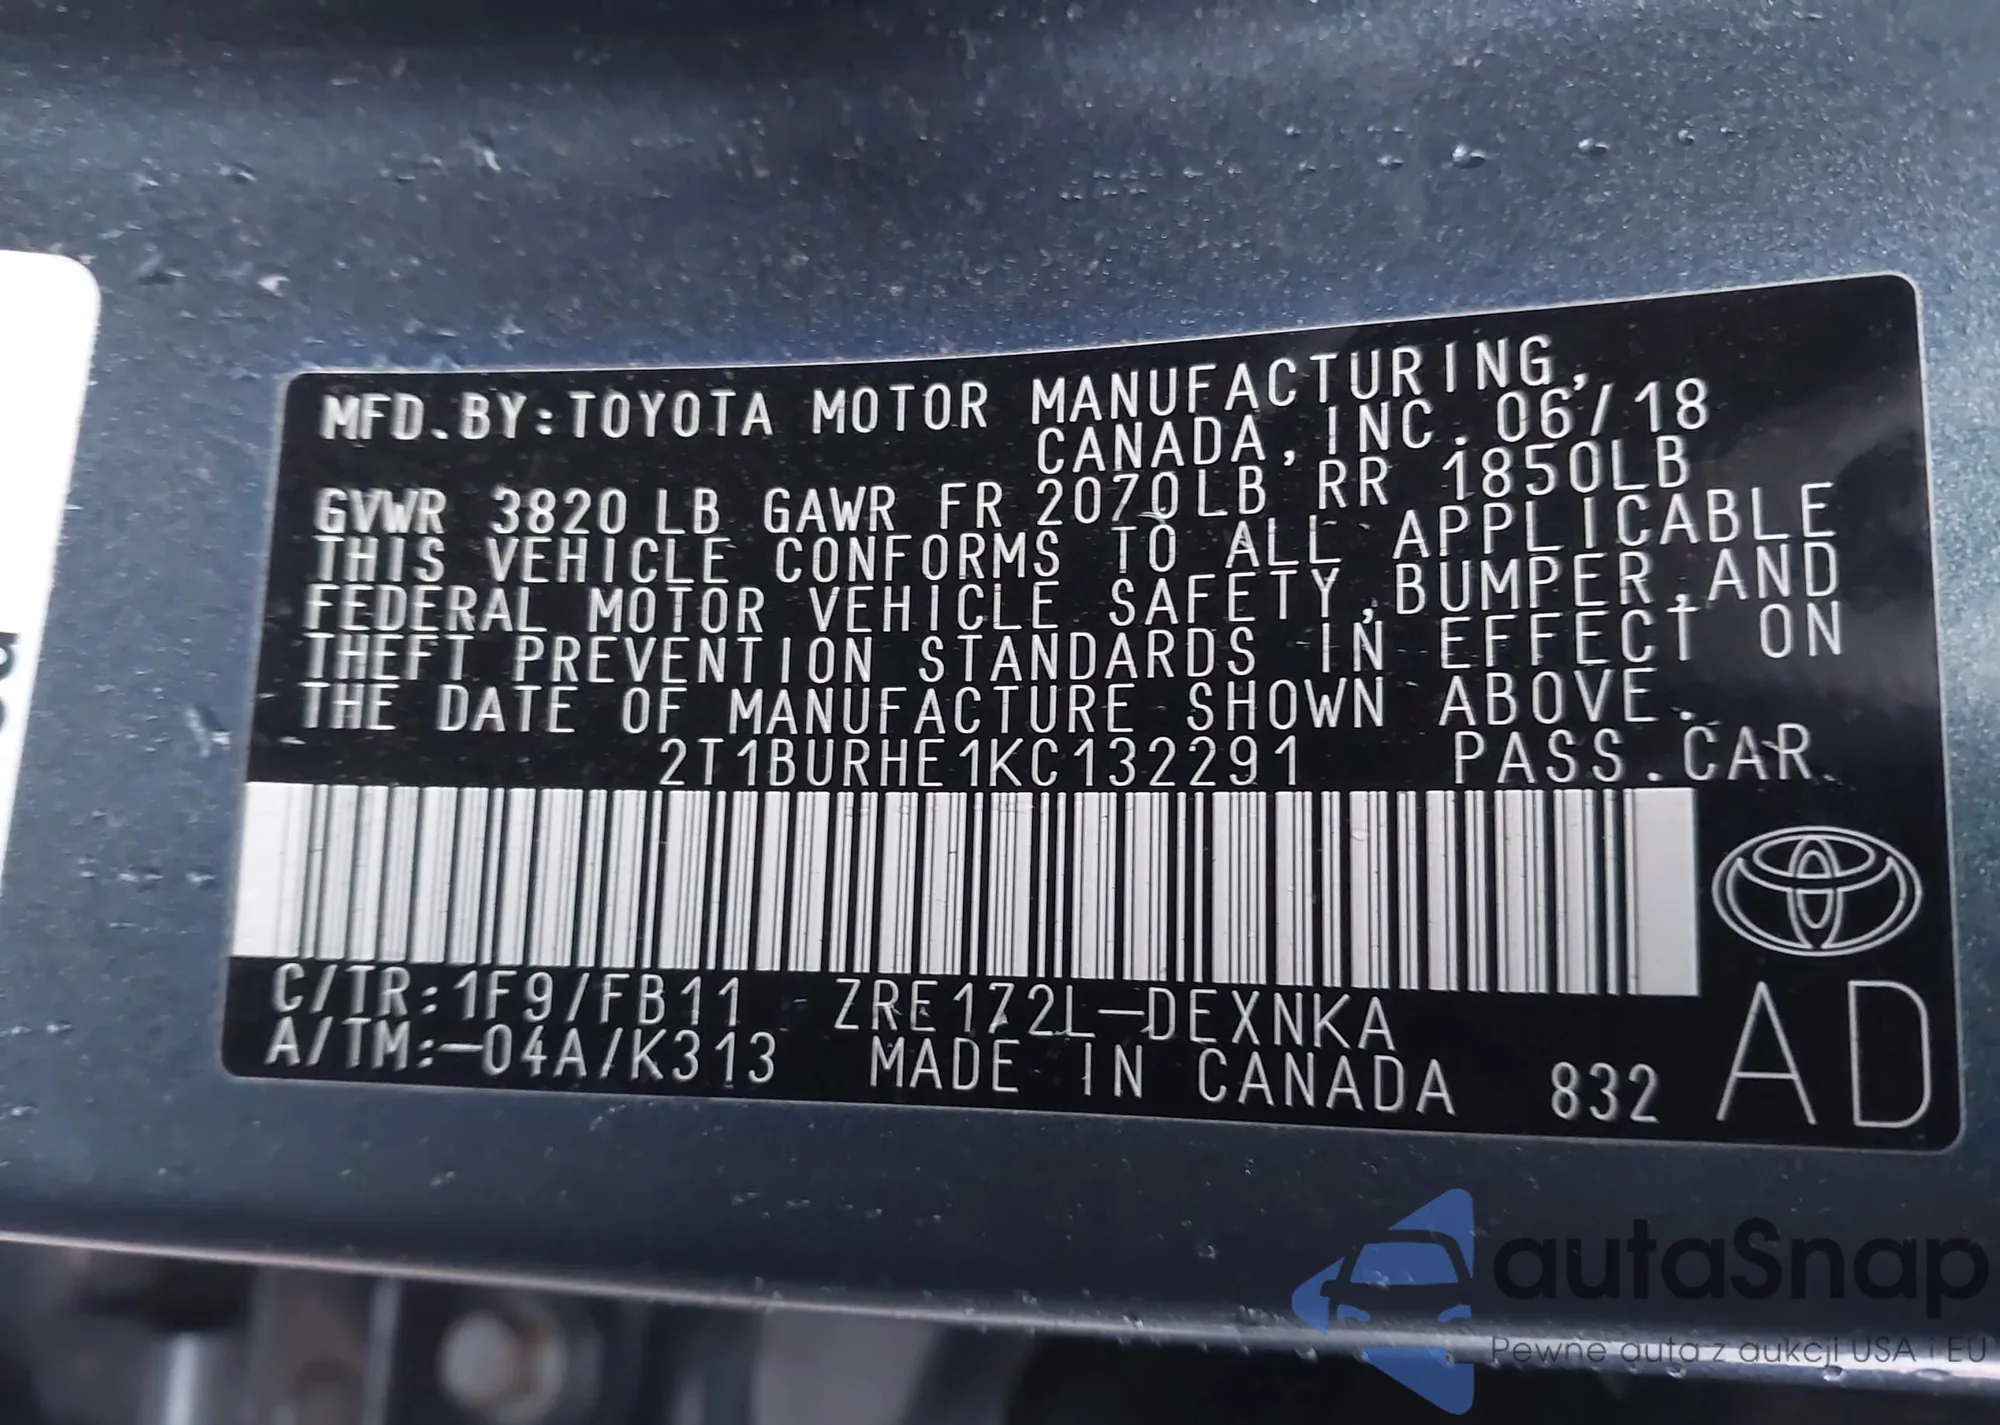 MFD.BY:TOYOTA MOTOR MANUFACTURING,
CANADA,INC. 06/18
GVWR 3820 LB GAWR FR 2070LB RR 1850LB
THIS VEHICLE CONFORMS TO ALL APPLICABLE
FEDERAL MOTOR VEHICLE SAFETY,BUMPER,AND
THEFT PREVENTION STANDARDS IN EFFECT ON
THE DATE OF MANUFACTURE SHOWN ABOVE.
2T1BURHE1KC132291 PASS.CAR.
C/TR:1F9/FB11 ZRE172L-DEXNKA
A/TM:-04A/K313 MADE IN CANADA 832 AD
autaSnap
Pewne auta z aukcji USA i EU